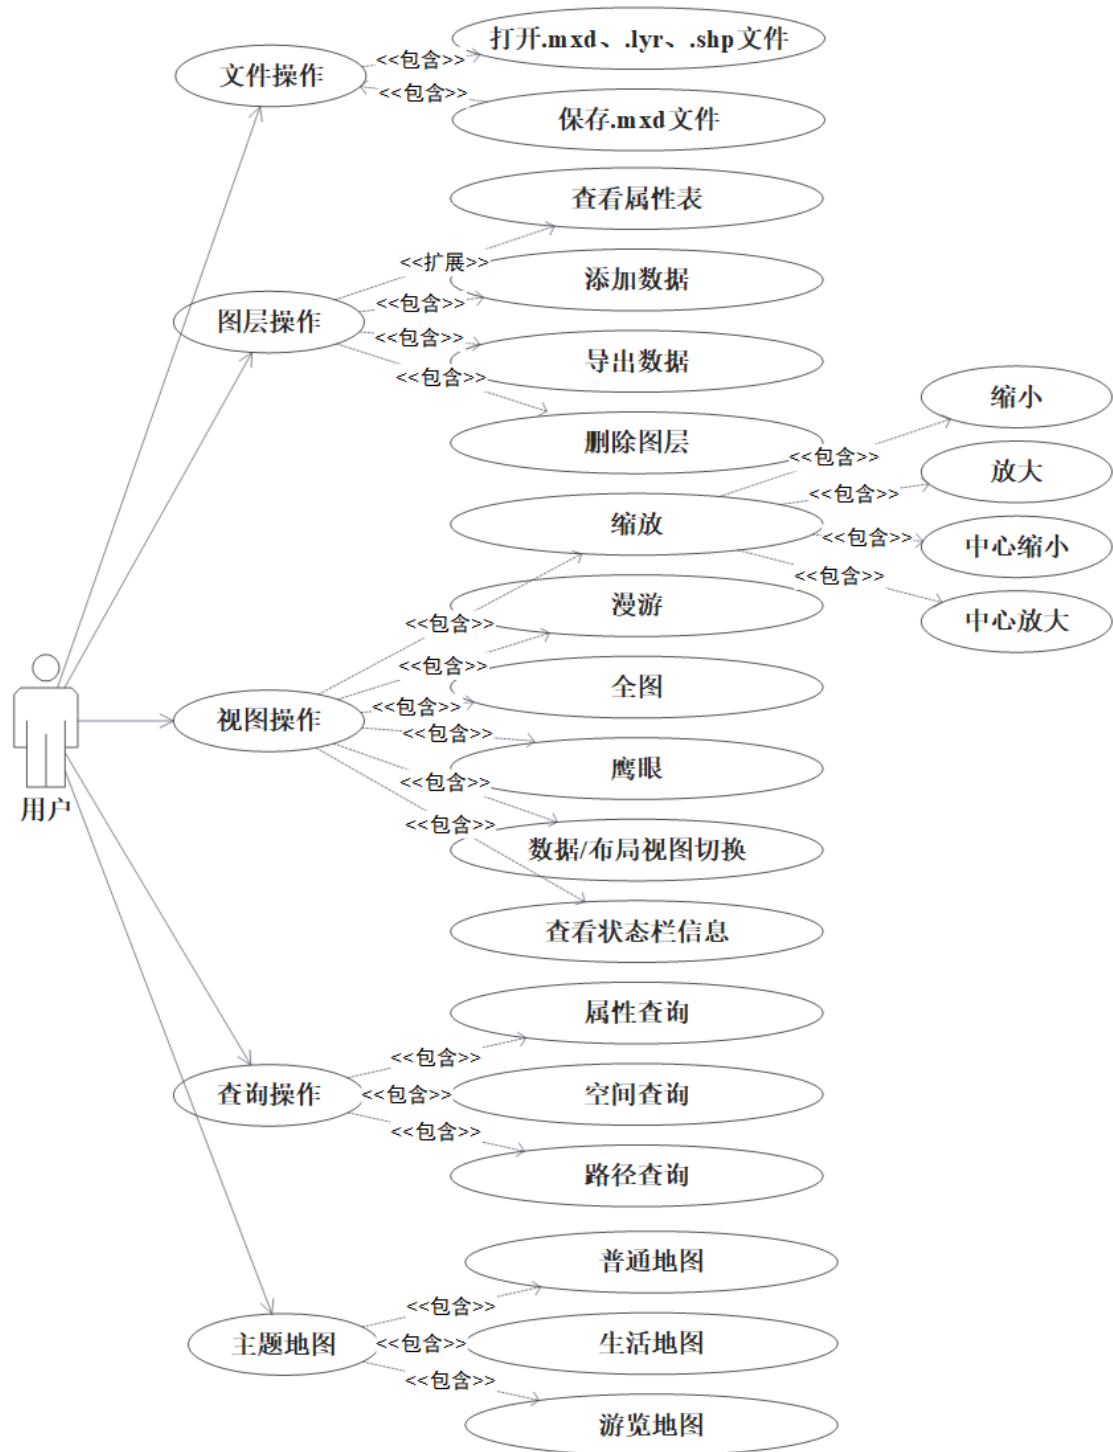 打开.mxd、.lyr、.shp文件
<<包含>>
文件操作
<<包含>>
保存.mxd文件
查看属性表
<<扩展>>
添加数据
<<包含>>
图层操作
<<包含>>
导出数据
<<包含>>
缩小
删除图层
<<包含>>
放大
<<包含>>
缩放
<<包含>>
中心缩小
<<包含>>
漫游
中心放大
<<包含>>
<<包含>>
全图
<<包含>>
视图操作
<<包含>>
鹰眼
<<包含>>
用户
<<包含>>
数据/布局视图切换
查看状态栏信息
属性查询
<<包含>>
查询操作
<<包含>>
空间查询
<<包含>>
路径查询
普通地图
<<包含>>
主题地图
<<包含>>
生活地图
<<包含>>
游览地图